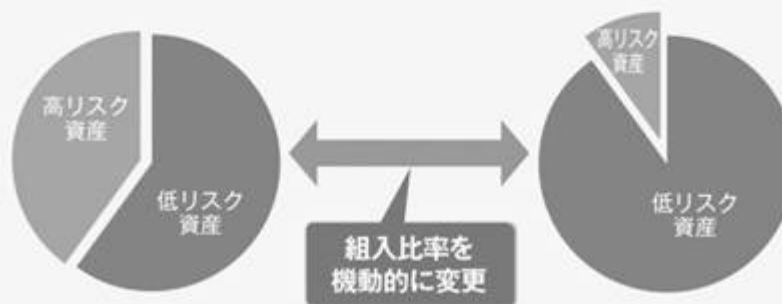 高リスク
資産
低リスク
資産
組入比率を
機動的に変更
高リスク
資産
低リスク
資産